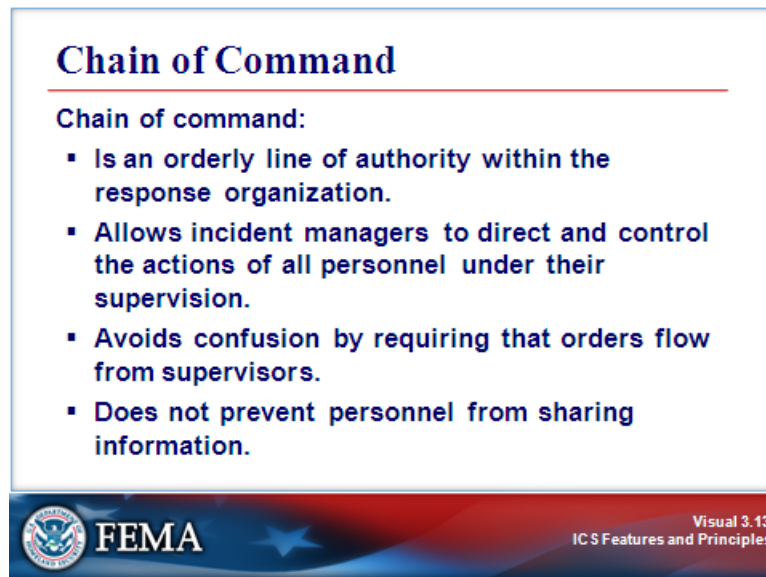 Chain of Command
Chain of command:
▪ Is an orderly line of authority within the
response organization.
▪ Allows incident managers to direct and control
the actions of all personnel under their
supervision.
▪ Avoids confusion by requiring that orders flow
from supervisors.
▪ Does not prevent personnel from sharing
information.
FEMA
Visual 3.13
ICS Features and Principles